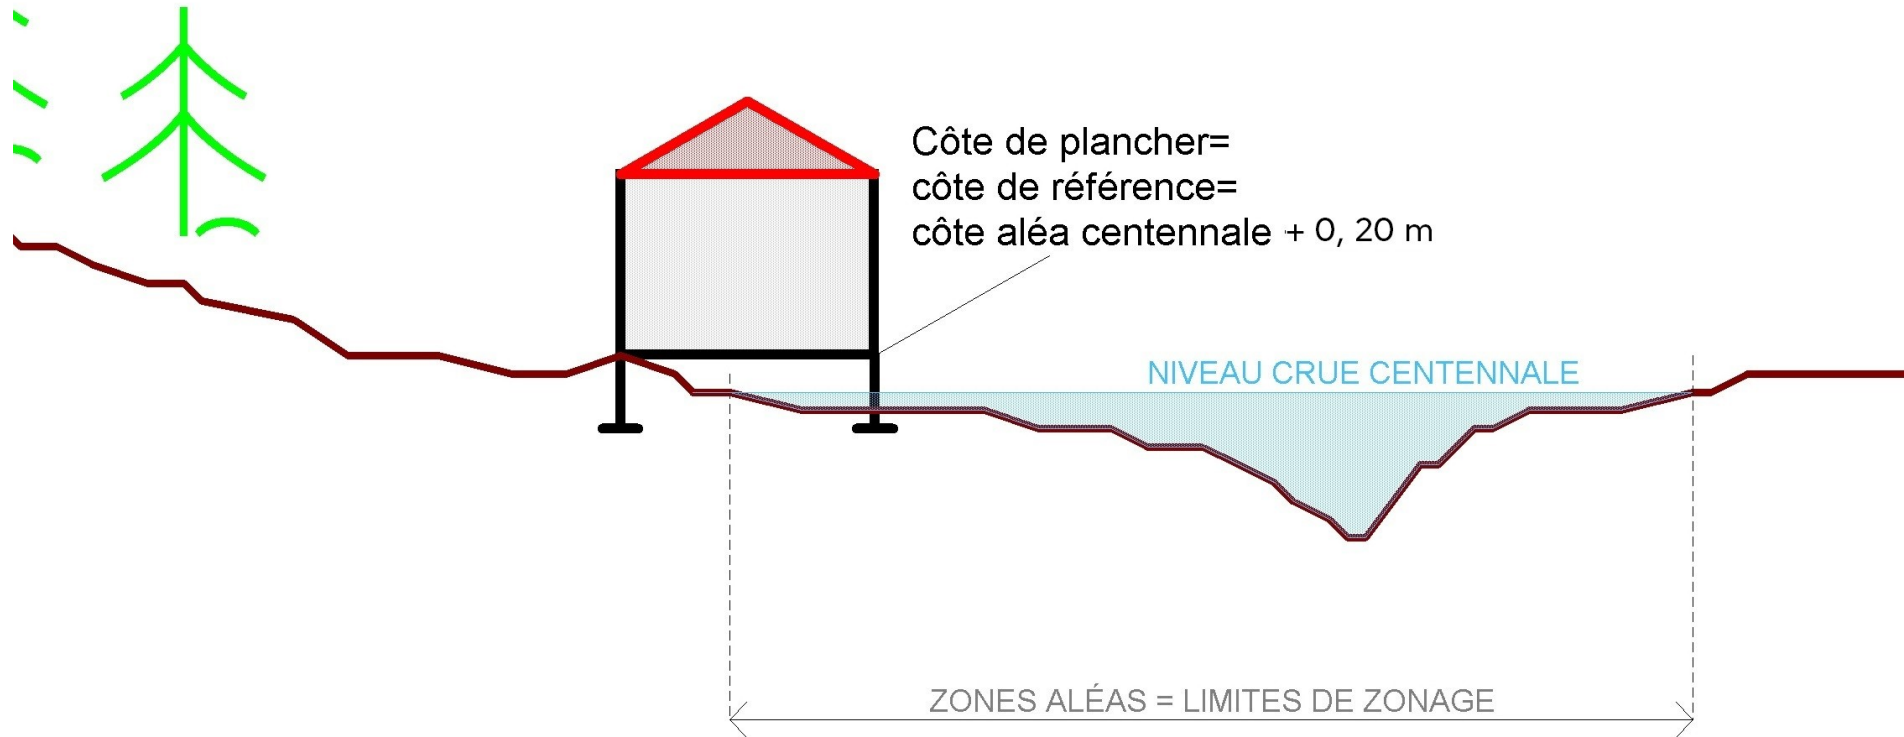 Côte de plancher=
côte de référence=
côte aléa centennale + 0, 20 m
NIVEAU CRUE CENTENNALE
ZONES ALÉAS = LIMITES DE ZONAGE